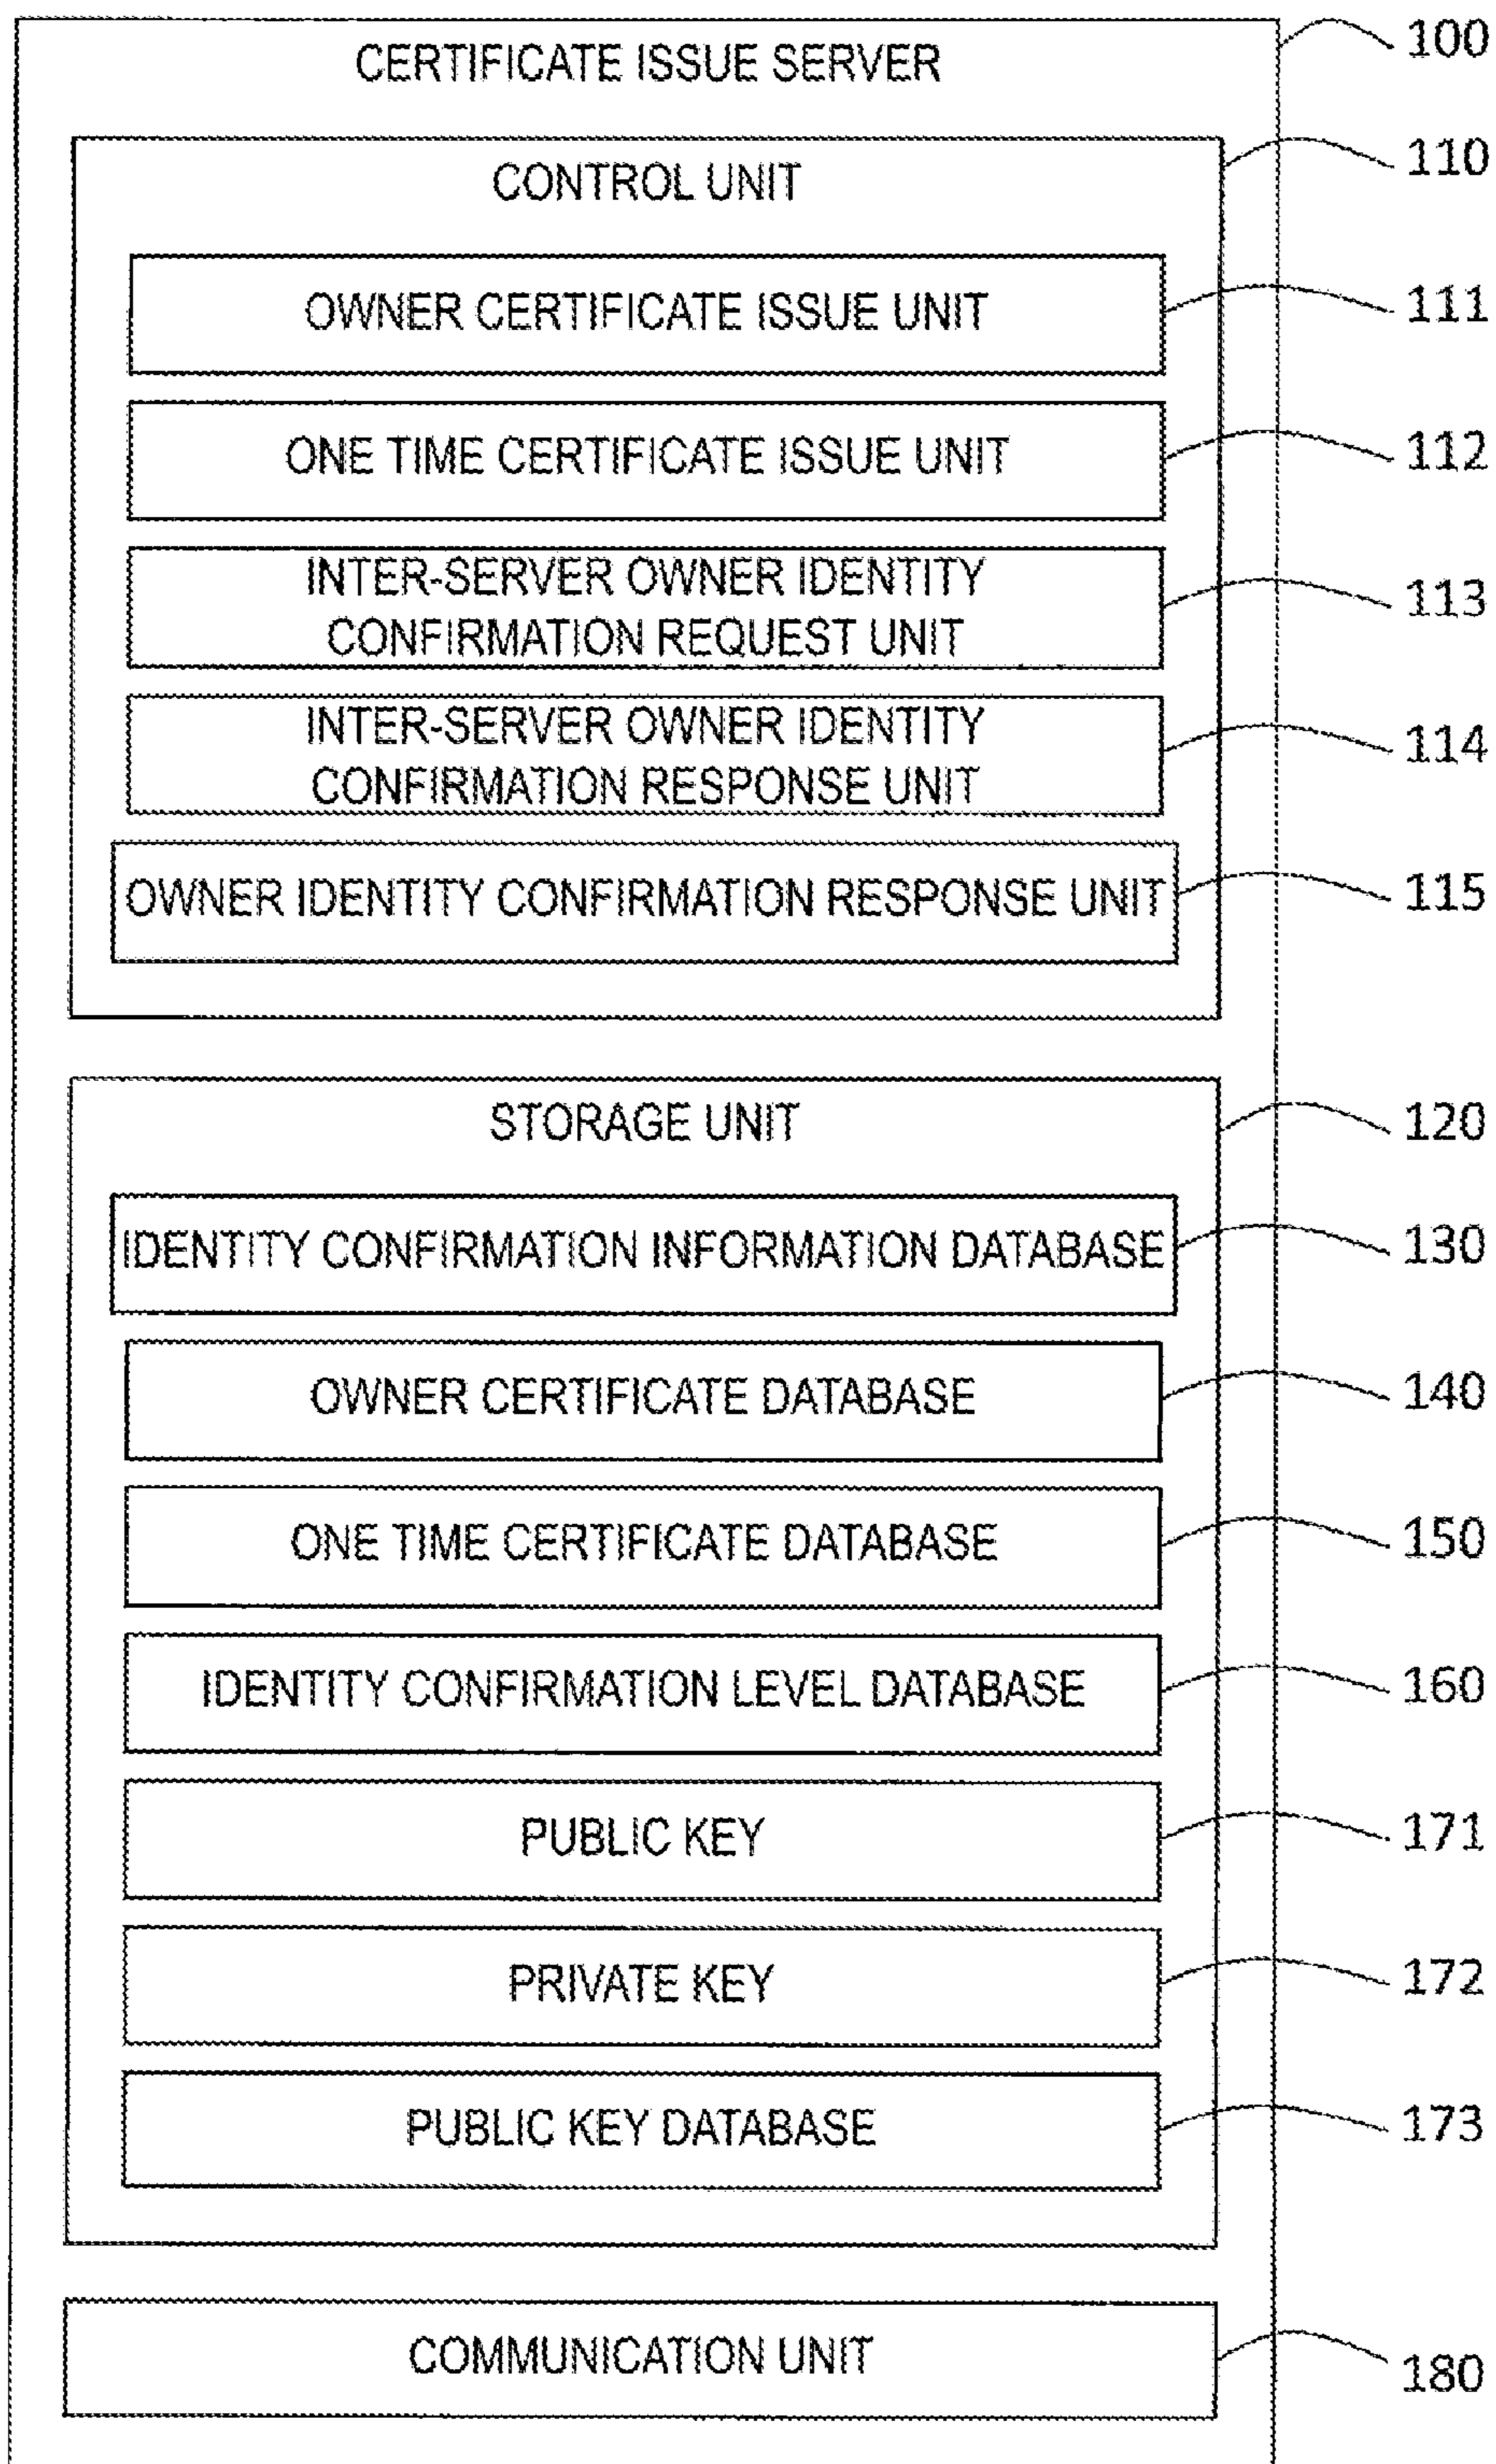 CERTIFICATE ISSUE SERVER
100
CONTROL UNIT
110
OWNER CERTIFICATE ISSUE UNIT
111
ONE TIME CERTIFICATE ISSUE UNIT
112
INTER-SERVER OWNER IDENTITY
CONFIRMATION REQUEST UNIT
113
INTER-SERVER OWNER IDENTITY
CONFIRMATION RESPONSE UNIT
114
OWNER IDENTITY CONFIRMATION RESPONSE UNIT
115
STORAGE UNIT
120
IDENTITY CONFIRMATION INFORMATION DATABASE
130
OWNER CERTIFICATE DATABASE
140
ONE TIME CERTIFICATE DATABASE
150
IDENTITY CONFIRMATION LEVEL DATABASE
160
PUBLIC KEY
171
PRIVATE KEY
172
PUBLIC KEY DATABASE
173
COMMUNICATION UNIT
180